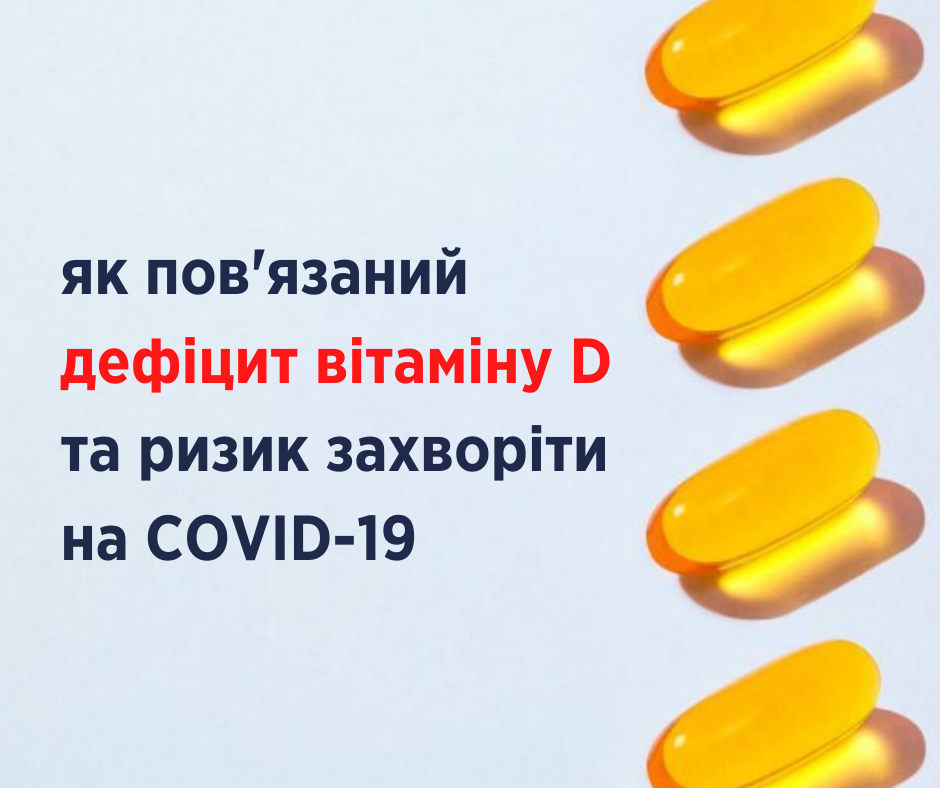 як пов'язаний
дефіцит вітаміну D
та ризик захворіти
на COVID-19